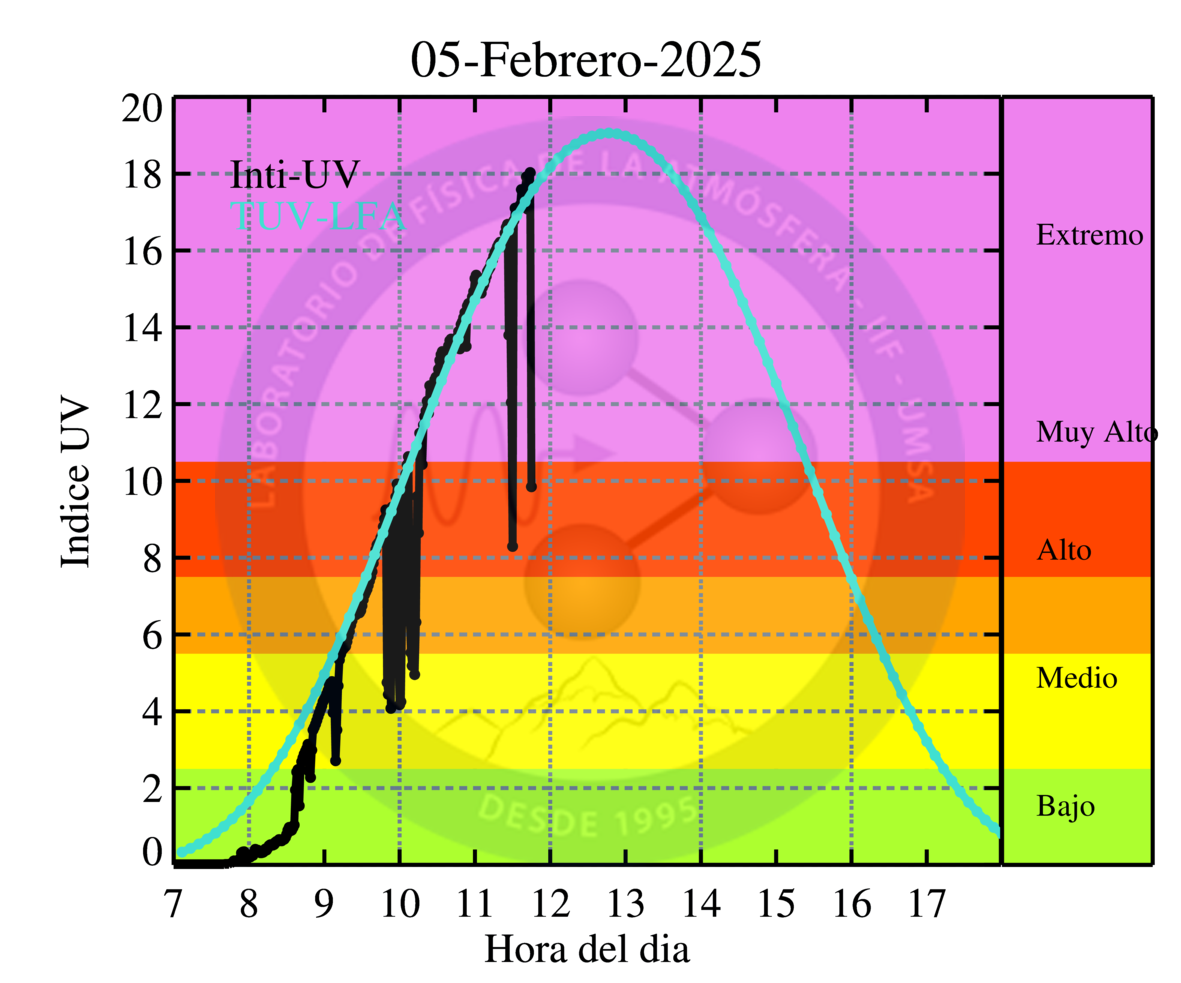 05-Febrero-2025
20
18
16
14
12
10
8
6
4
2
0
Indice UV
Inti-UV
TUV-LFA
LABORATORIO DE FÍSICA DE LA ATMÓSFERA - IIF - UMSA
DESDE 1995
Extremo
Muy Alto
Alto
Medio
Bajo
7 8 9 10 11 12 13 14 15 16 17
Hora del dia